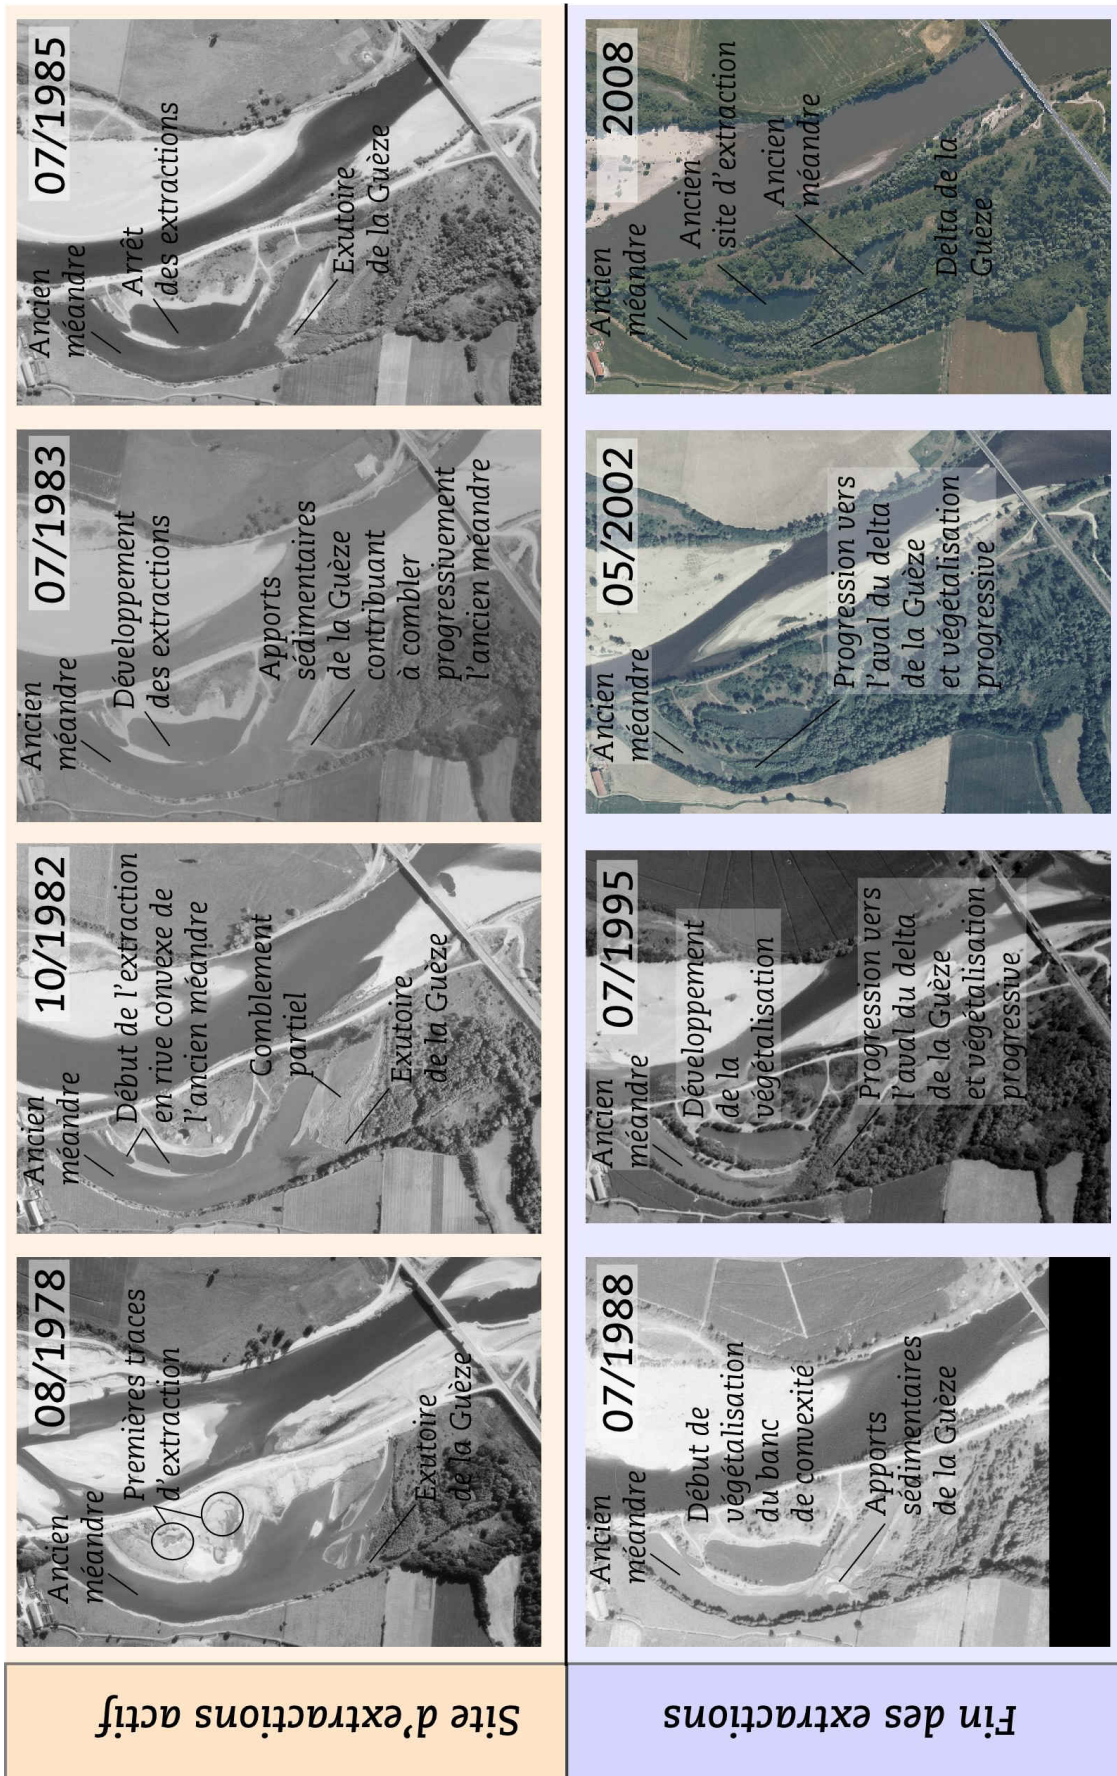 Site d'extractions actif
08/1978
Premières traces
d'extraction
Ancien
méandre
Exutoire
de la Guèze
10/1982
Ancien
méandre
Début de l'extraction
en rive convexe de
l'ancien méandre
Comblement
partiel
Exutoire
de la Guèze
07/1983
Ancien
méandre
Développement
des extractions
Apports
sédimentaires
de la Guèze
contribuant
à combler
progressivement
l'ancien méandre
07/1985
Ancien
méandre
Arrêt
des extractions
Exutoire
de la Guèze
Fin des extractions
07/1988
Ancien
méandre
Début de
végétalisation
du banc
de convexité
Apports
sédimentaires
de la Guèze
07/1995
Ancien
méandre
Développement
de la
végétalisation
Progression vers
l'aval du delta
de la Guèze
et végétalisation
progressive
05/2002
Ancien
méandre
Progression vers
l'aval du delta
de la Guèze
et végétalisation
progressive
2008
Ancien
méandre
Ancien
site d'extraction
Ancien
méandre
Delta de la
Guèze